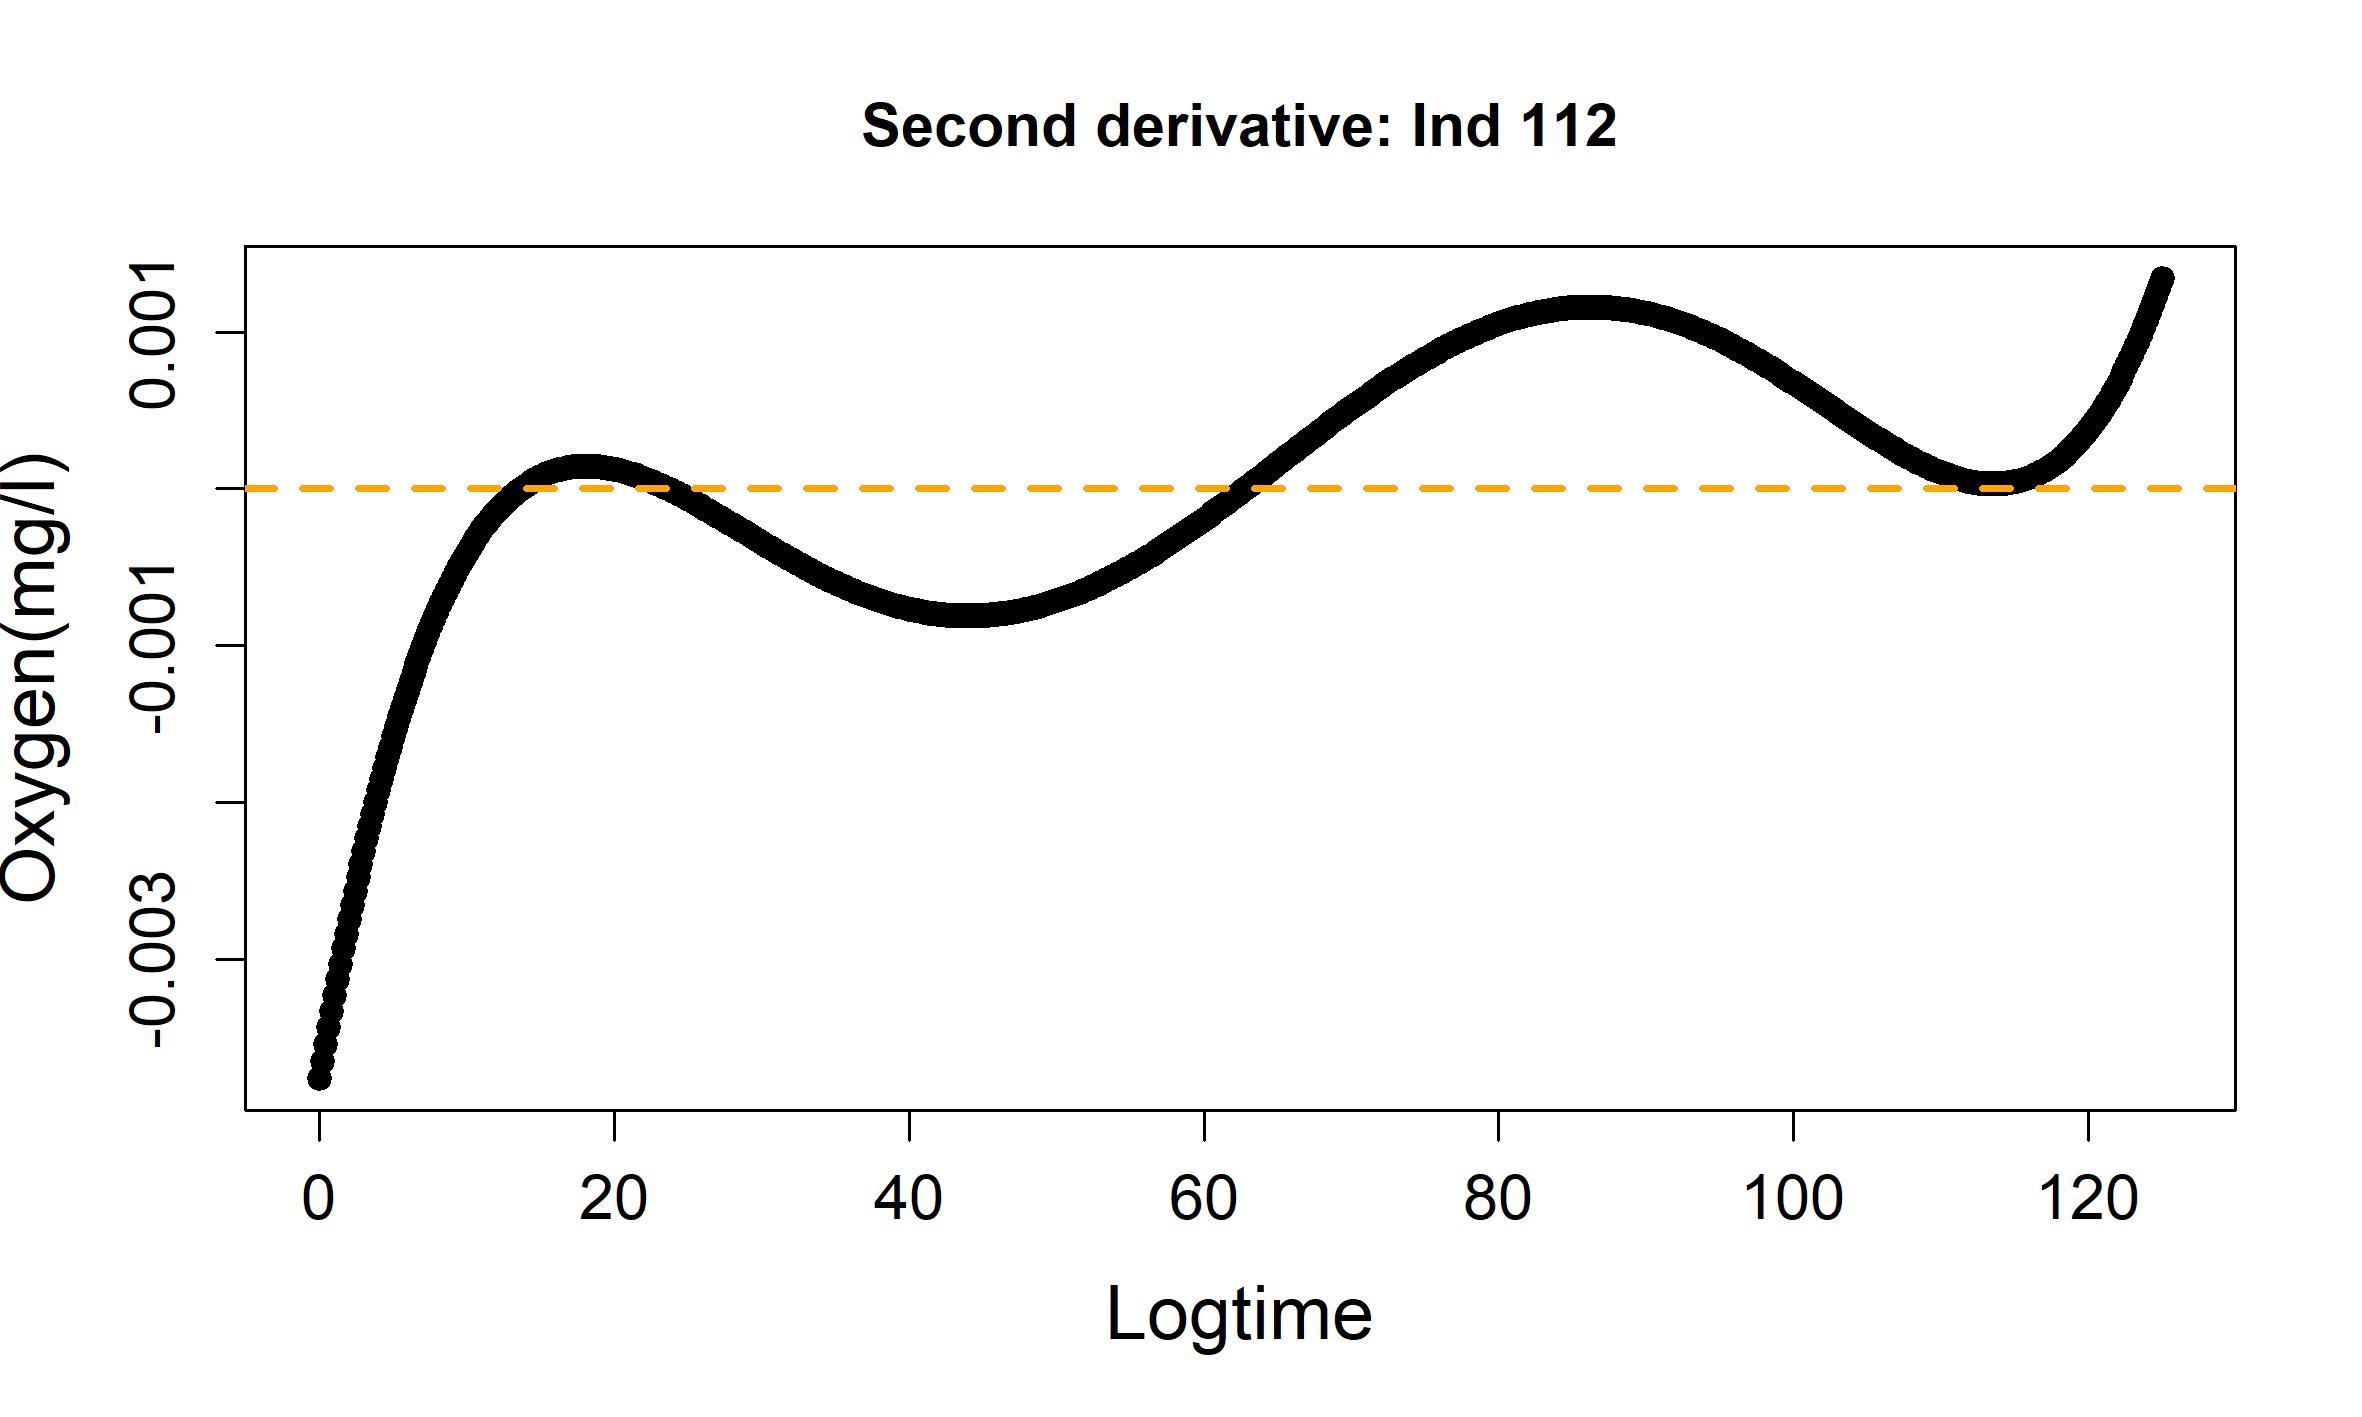 Second derivative: Ind 112
Oxygen(mg/l)
0.001
-0.001
-0.003
0 20 40 60 80 100 120
Logtime